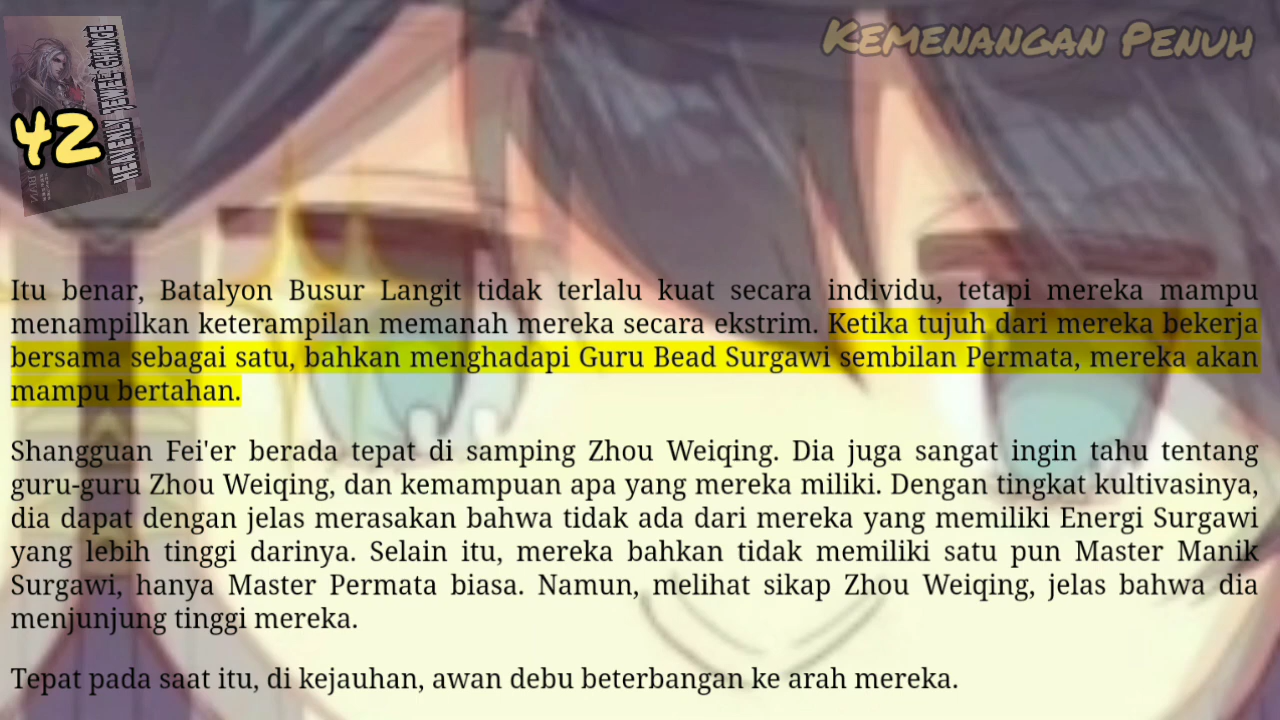 Kemenangan Penuh
HEAVENLY JEWEL CHANGE
42
Itu benar, Batalyon Busur Langit tidak terlalu kuat secara individu, tetapi mereka mampu
menampilkan keterampilan memanah mereka secara ekstrim. Ketika tujuh dari mereka bekerja
bersama sebagai satu, bahkan menghadapi Guru Bead Surgawi sembilan Permata, mereka akan
mampu bertahan.
Shangguan Fei'er berada tepat di samping Zhou Weiqing. Dia juga sangat ingin tahu tentang
guru-guru Zhou Weiqing, dan kemampuan apa yang mereka miliki. Dengan tingkat kultivasinya,
dia dapat dengan jelas merasakan bahwa tidak ada dari mereka yang memiliki Energi Surgawi
yang lebih tinggi darinya. Selain itu, mereka bahkan tidak memiliki satu pun Master Manik
Surgawi, hanya Master Permata biasa. Namun, melihat sikap Zhou Weiqing, jelas bahwa dia
menjunjung tinggi mereka.
Tepat pada saat itu, di kejauhan, awan debu beterbangan ke arah mereka.